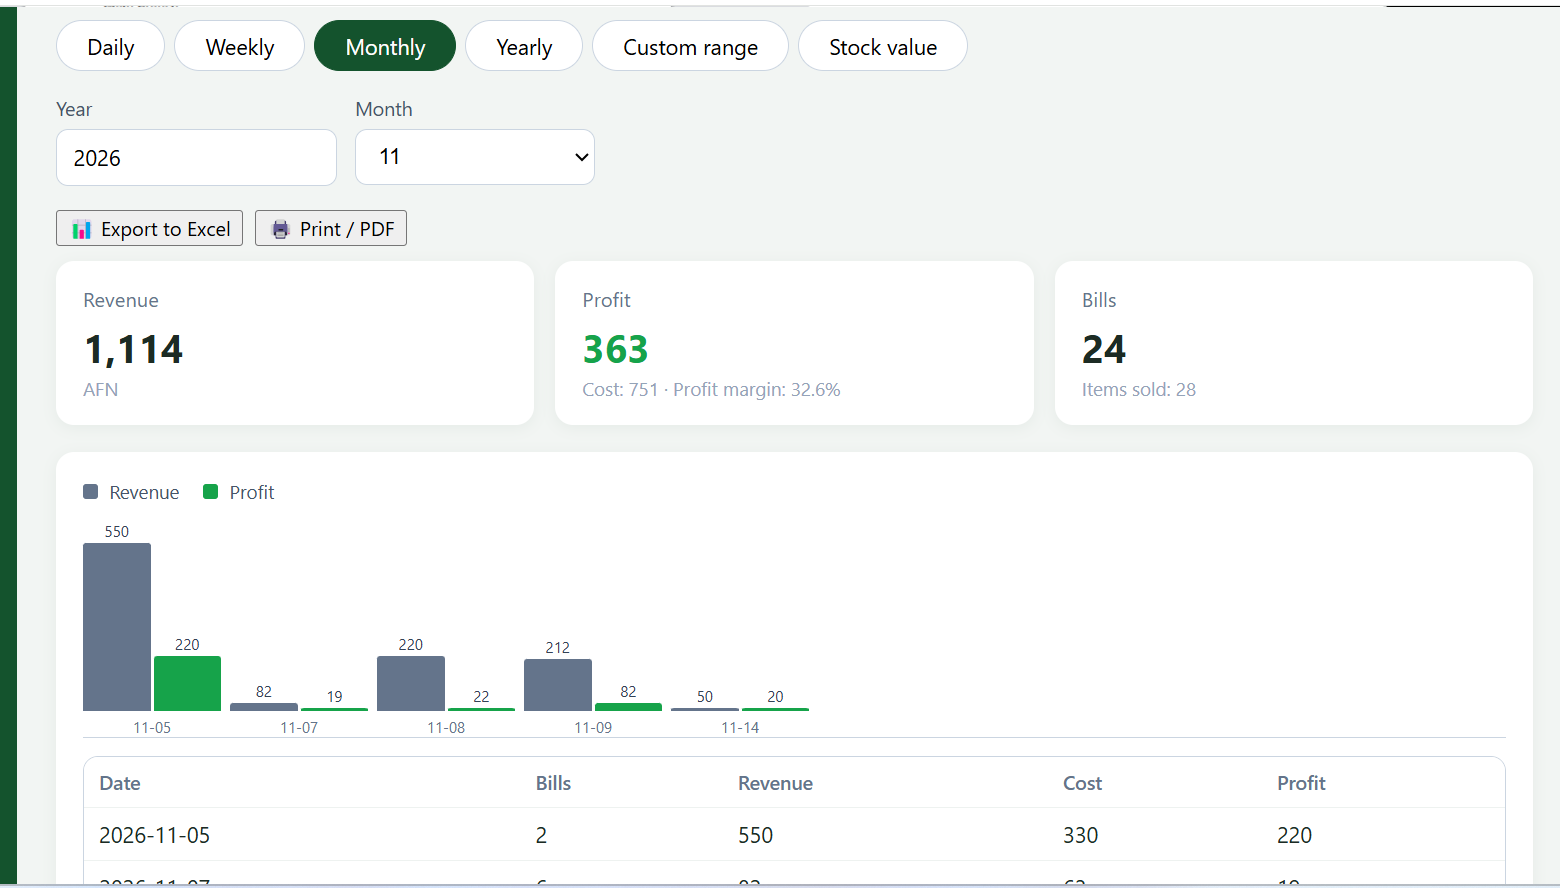 Daily Weekly Monthly Yearly Custom range Stock value
Year Month
2026 11
Export to Excel Print / PDF
Revenue
1,114
AFN
Profit
363
Cost: 751 · Profit margin: 32.6%
Bills
24
Items sold: 28
Revenue Profit
550
220
82
19
220
22
212
82
50
20
11-05 11-07 11-08 11-09 11-14
Date Bills Revenue Cost Profit
2026-11-05 2 550 330 220